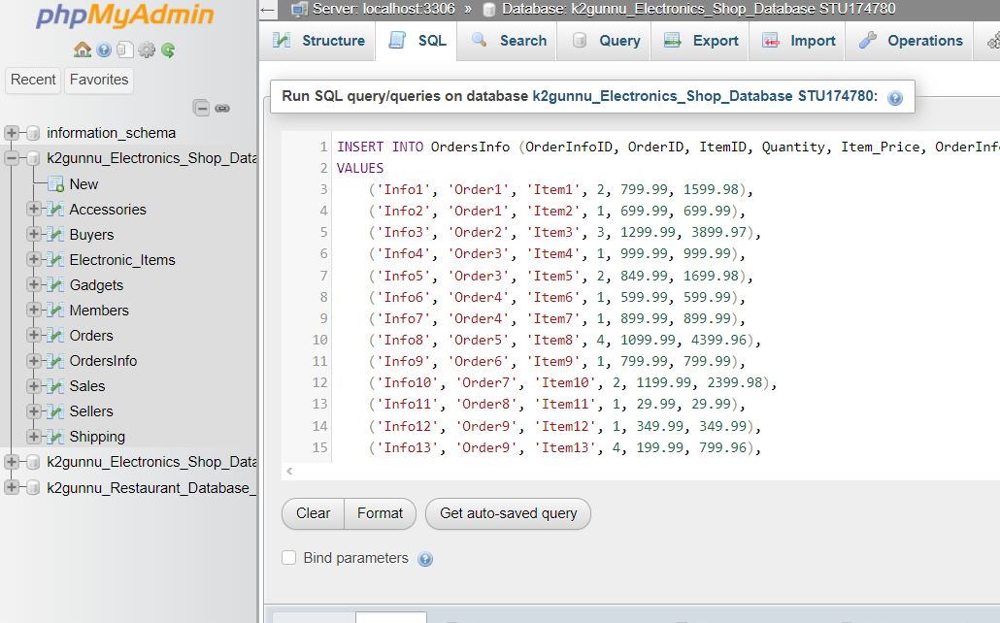 phpMyAdmin
Recent Favorites
information_schema
k2gunnu_Electronics_Shop_Data
New
Accessories
Buyers
Electronic_Items
Gadgets
Members
Orders
OrdersInfo
Sales
Sellers
Shipping
k2gunnu_Electronics_Shop_Data
k2gunnu_Restaurant_Database_
← Server: localhost:3306 » Database: k2gunnu_Electronics_Shop_Database STU174780
Structure SQL Search Query Export Import Operations
Run SQL query/queries on database k2gunnu_Electronics_Shop_Database STU174780:
1 INSERT INTO OrdersInfo (OrderInfoID, OrderID, ItemID, Quantity, Item_Price, OrderInf
2 VALUES
3 ('Info1', 'Order1', 'Item1', 2, 799.99, 1599.98),
4 ('Info2', 'Order1', 'Item2', 1, 699.99, 699.99),
5 ('Info3', 'Order2', 'Item3', 3, 1299.99, 3899.97),
6 ('Info4', 'Order3', 'Item4', 1, 999.99, 999.99),
7 ('Info5', 'Order3', 'Item5', 2, 849.99, 1699.98),
8 ('Info6', 'Order4', 'Item6', 1, 599.99, 599.99),
9 ('Info7', 'Order4', 'Item7', 1, 899.99, 899.99),
10 ('Info8', 'Order5', 'Item8', 4, 1099.99, 4399.96),
11 ('Info9', 'Order6', 'Item9', 1, 799.99, 799.99),
12 ('Info10', 'Order7', 'Item10', 2, 1199.99, 2399.98),
13 ('Info11', 'Order8', 'Item11', 1, 29.99, 29.99),
14 ('Info12', 'Order9', 'Item12', 1, 349.99, 349.99),
15 ('Info13', 'Order9', 'Item13', 4, 199.99, 799.96),
Clear Format Get auto-saved query
Bind parameters